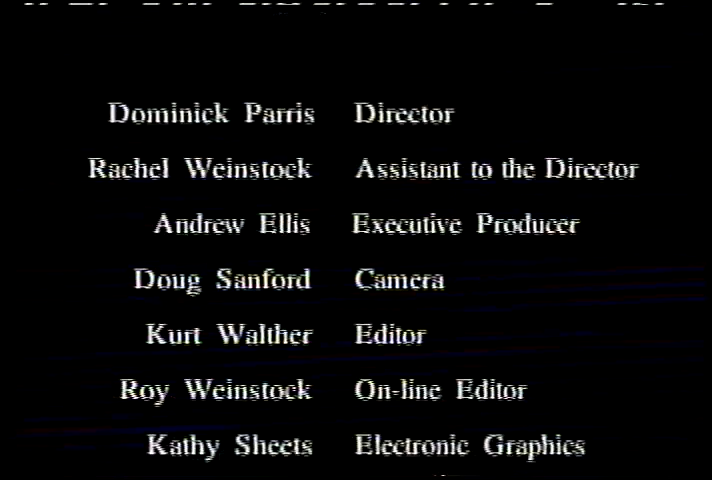 Dominick Parris Director
Rachel Weinstock Assistant to the Director
Andrew Ellis Executive Producer
Doug Sanford Camera
Kurt Walther Editor
Roy Weinstock On-line Editor
Kathy Sheets Electronic Graphics